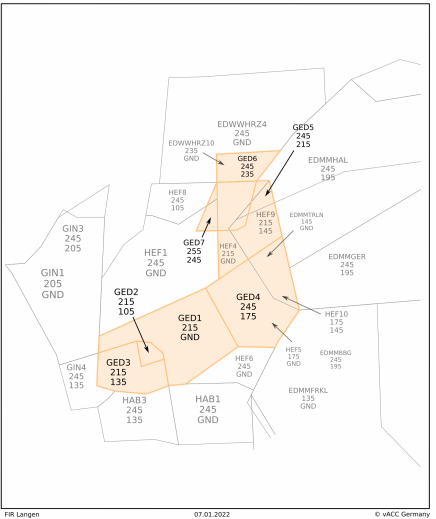 EDWWHRZ4
245
GND
GED5
245
215
EDWWHRZ10
235
GND
GED6
245
235
EDMMHAL
245
195
HEF8
245
105
HEF9
215
145
EDMMTRLN
145
GND
GIN3
245
205
GED7
255
245
HEF4
215
GND
HEF1
245
GND
EDMMGER
245
195
GIN1
205
GND
GED2
215
105
GED4
245
175
GED1
215
GND
HEF10
175
145
HEF5
175
GND
EDMMBBG
245
195
HEF6
245
GND
GED3
215
135
GIN4
245
135
EDMMFRKL
135
GND
HAB3
245
135
HAB1
245
GND
FIR Langen
07.01.2022
© vACC Germany